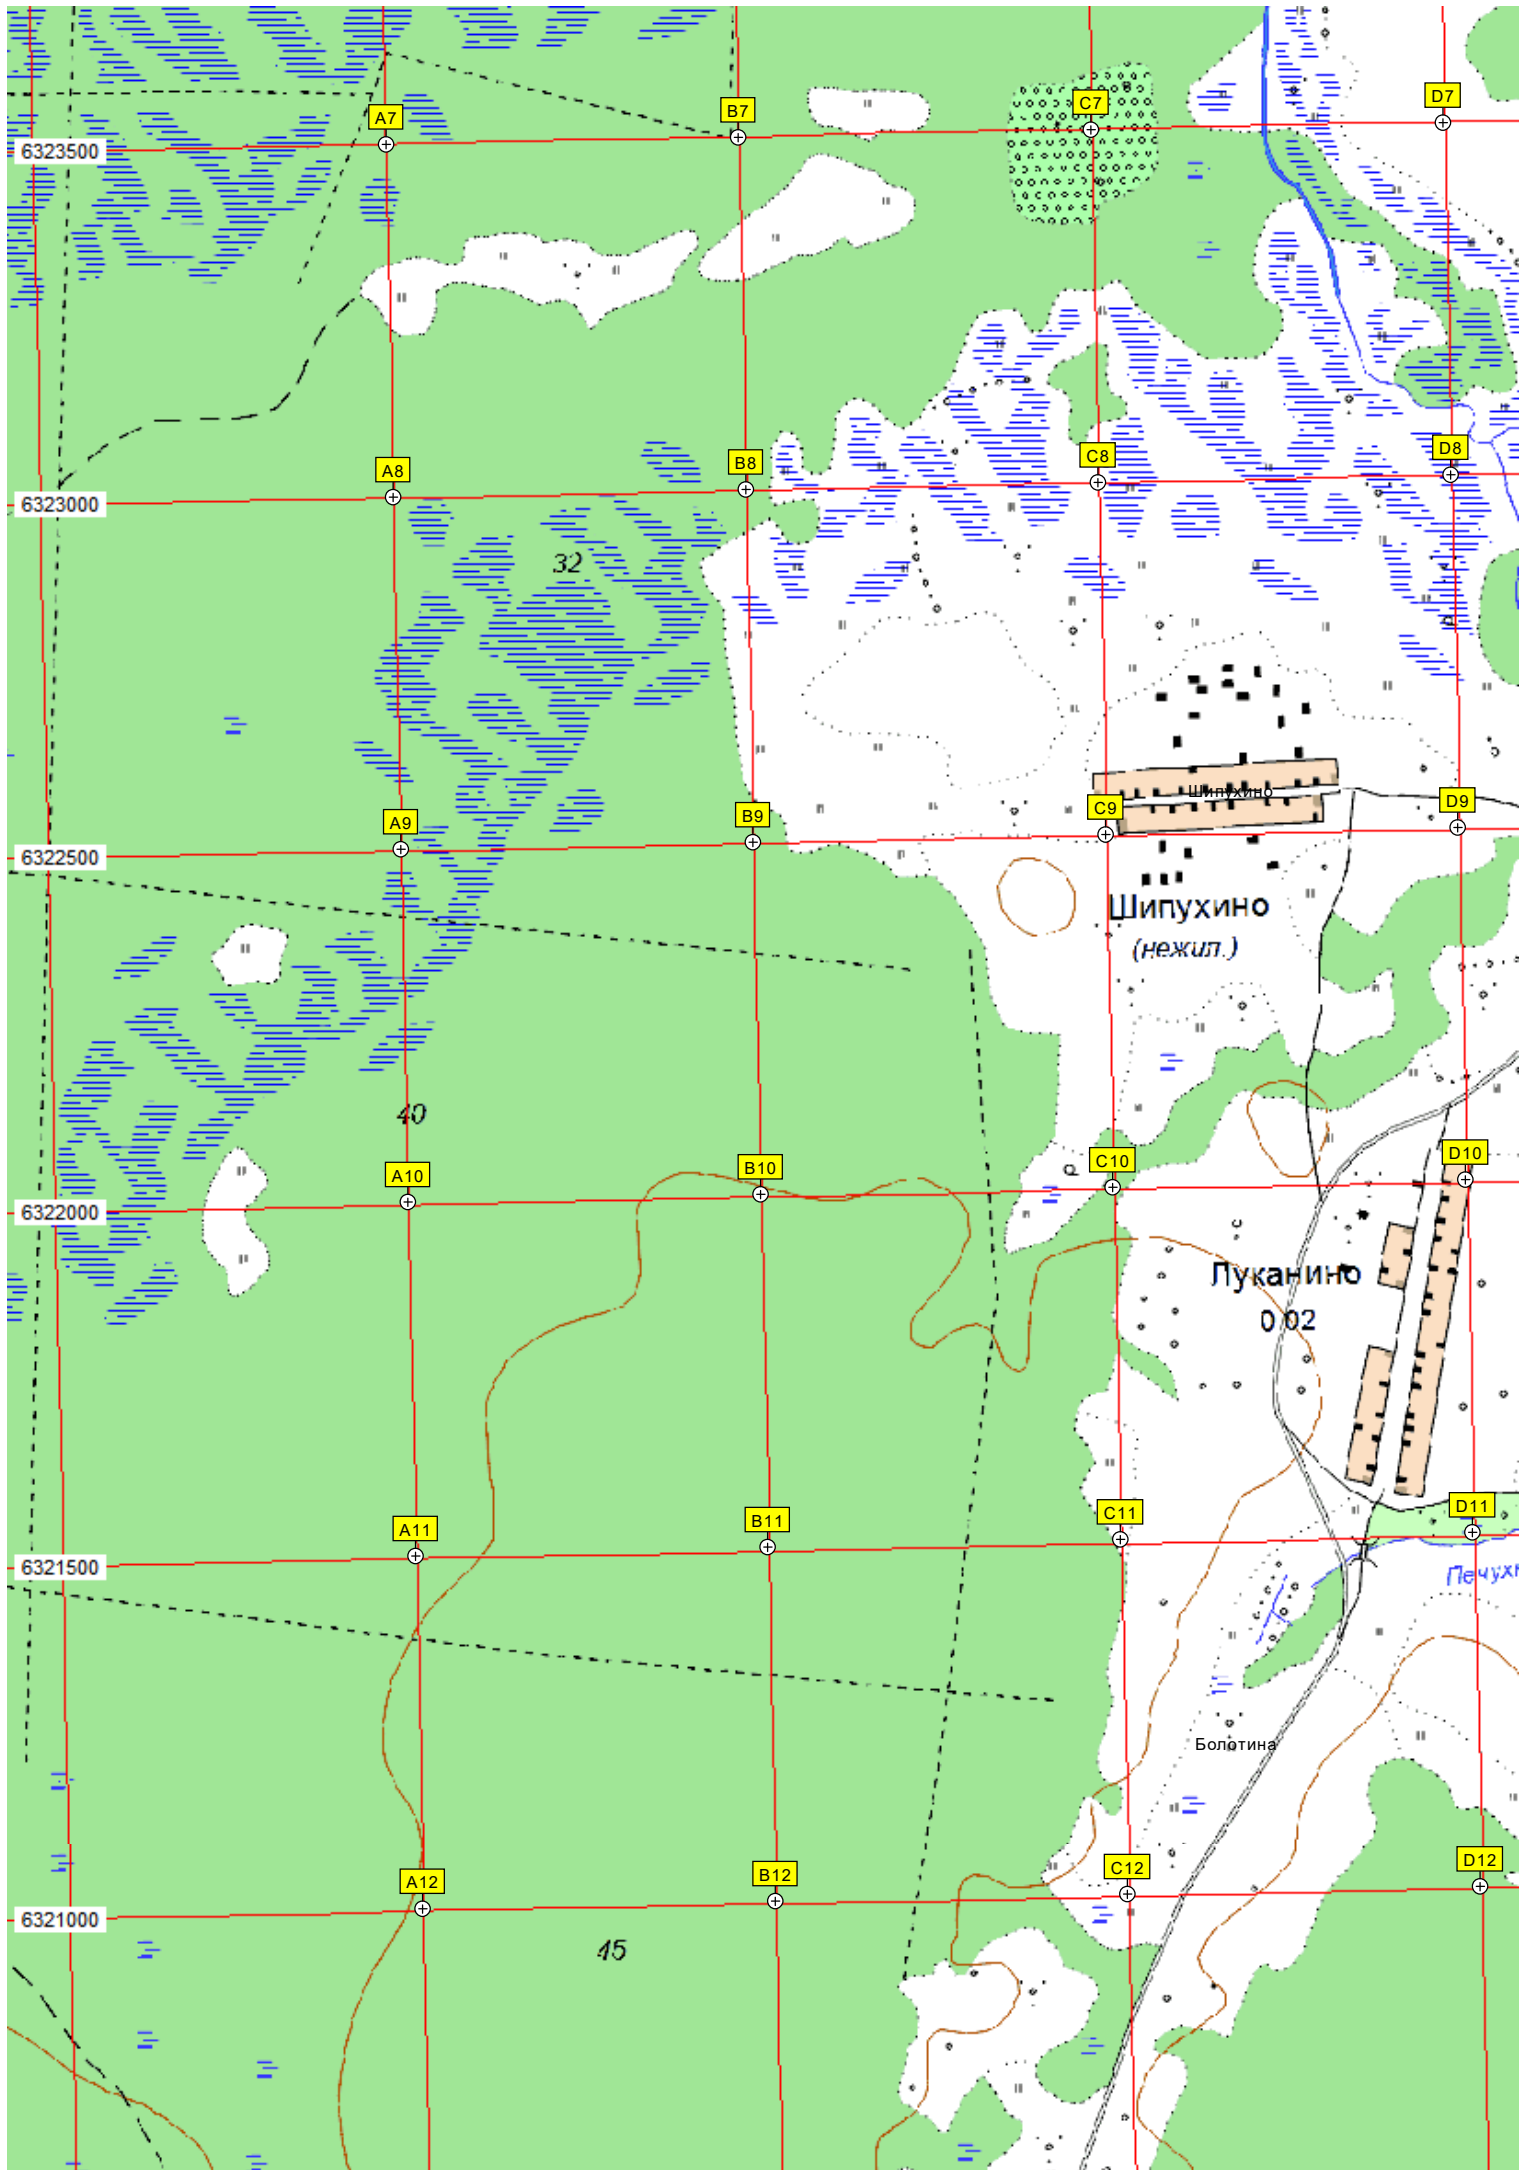 A7
B7
C7
D7
6323500
A8
B8
C8
D8
6323000
32
Шипухино
A9
B9
C9
D9
6322500
Шипухино
(нежил.)
40
A10
B10
C10
D10
6322000
Луканино
0 02
A11
B11
C11
D11
6321500
Печухн
Болотина
A12
B12
C12
D12
6321000
45